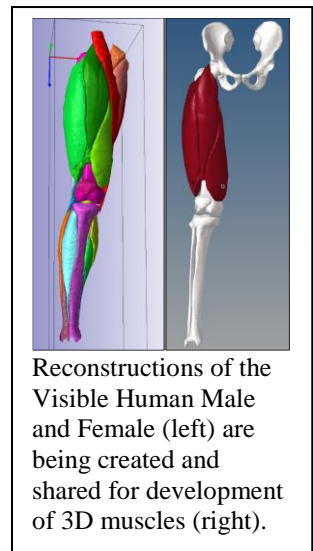 Reconstructions of the
Visible Human Male
and Female (left) are
being created and
shared for development
of 3D muscles (right).